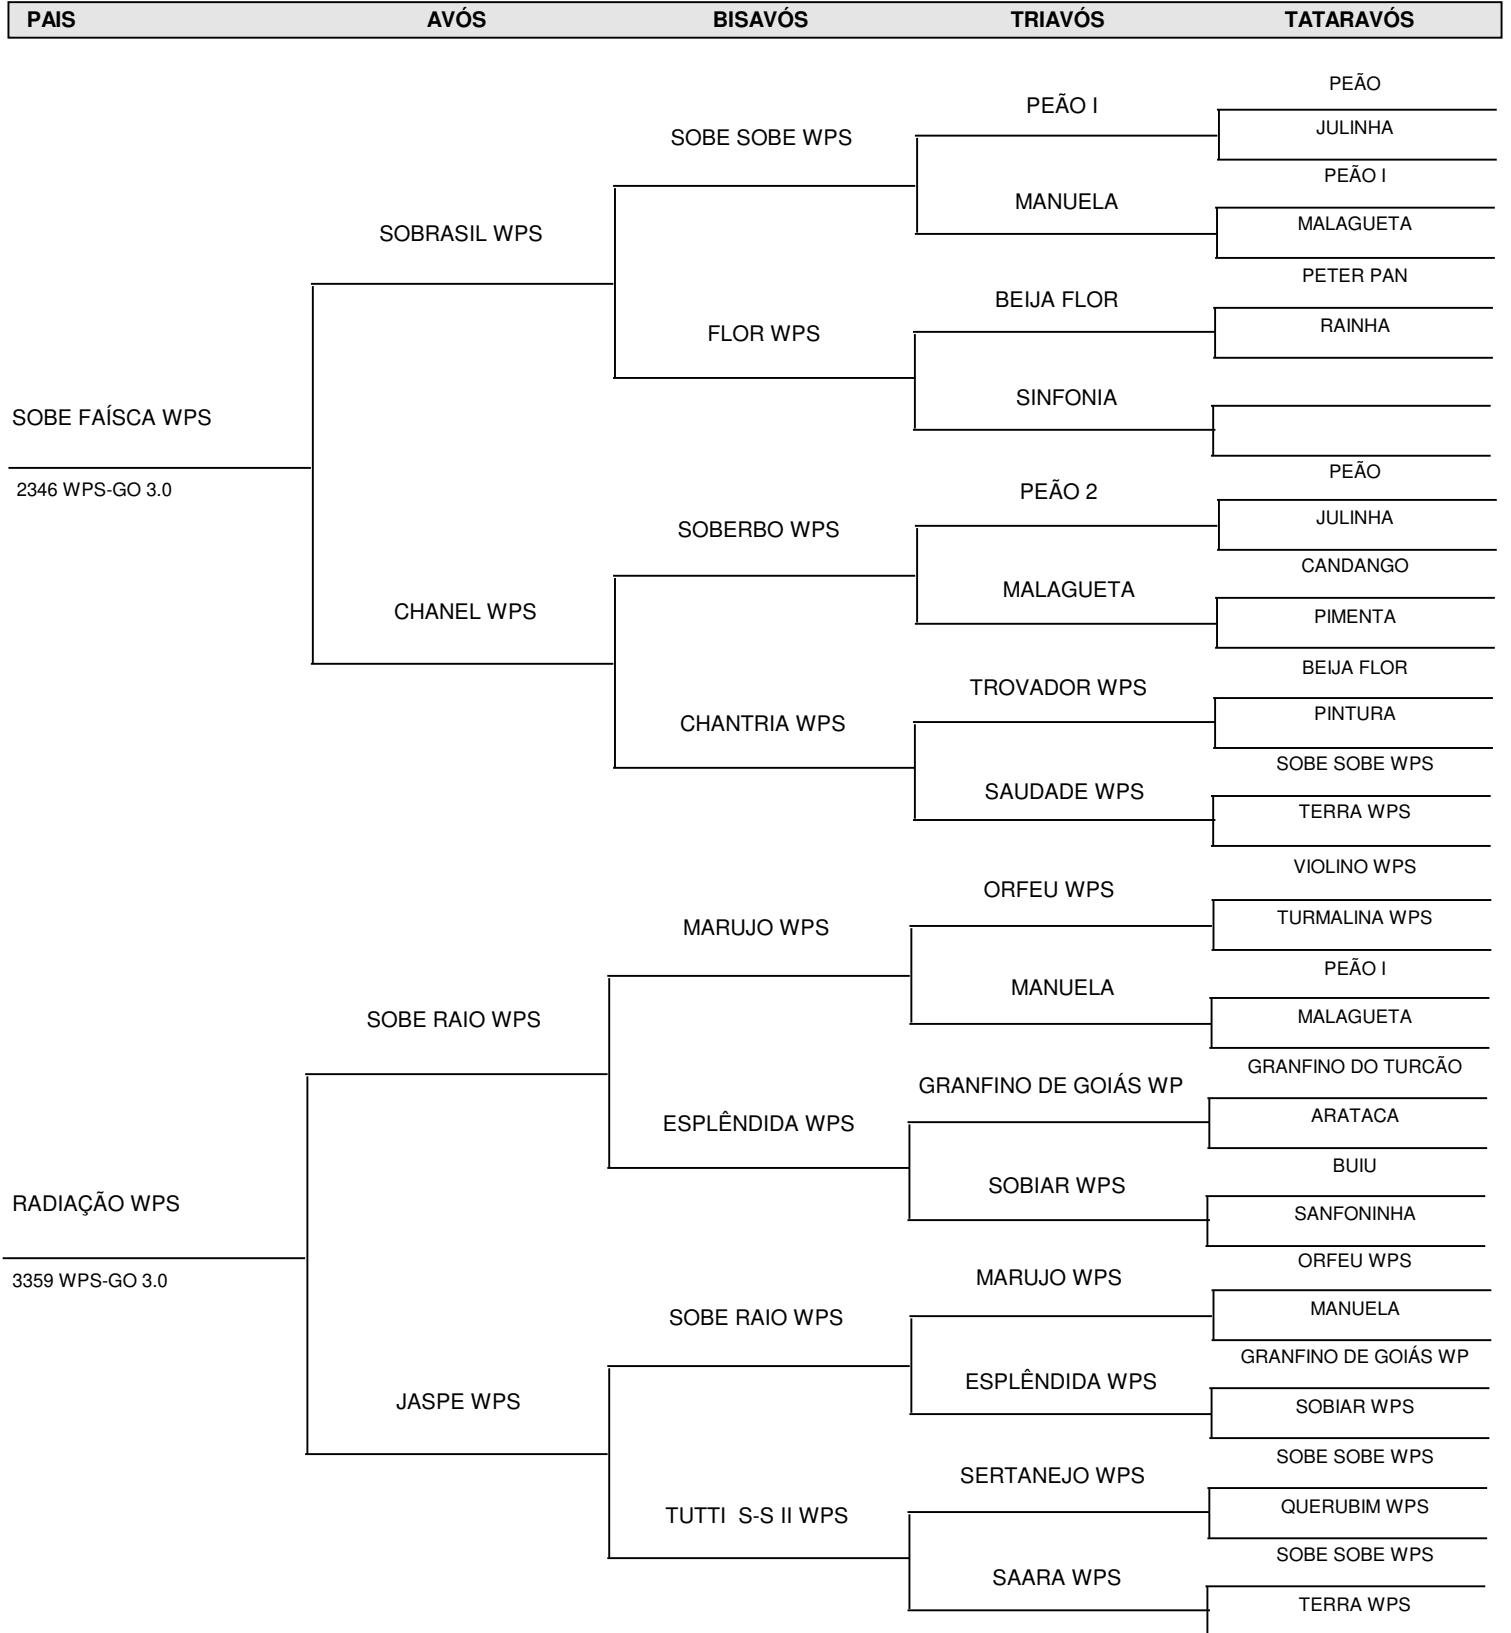 PAIS AVÓS BISAVÓS TRIAVÓS TATARAVÓS
PEÃO
PEÃO I
JULINHA
SOBE SOBE WPS
PEÃO I
MANUELA
MALAGUETA
SOBRASIL WPS
PETER PAN
BEIJA FLOR
RAINHA
FLOR WPS
SINFONIA
SOBE FAÍSCA WPS
PEÃO
2346 WPS-GO 3.0
PEÃO 2
JULINHA
SOBERBO WPS
CANDANGO
MALAGUETA
CHANEL WPS
PIMENTA
BEIJA FLOR
TROVADOR WPS
PINTURA
CHANTRIA WPS
SOBE SOBE WPS
SAUDADE WPS
TERRA WPS
VIOLINO WPS
ORFEU WPS
TURMALINA WPS
MARUJO WPS
PEÃO I
MANUELA
MALAGUETA
SOBE RAIO WPS
GRANFINO DO TURCÃO
GRANFINO DE GOIÁS WP
ARATACA
ESPLÊNDIDA WPS
BUIU
SOBIAR WPS
RADIAÇÃO WPS
SANFONINHA
ORFEU WPS
3359 WPS-GO 3.0
MARUJO WPS
MANUELA
SOBE RAIO WPS
GRANFINO DE GOIÁS WP
ESPLÊNDIDA WPS
JASPE WPS
SOBIAR WPS
SOBE SOBE WPS
SERTANEJO WPS
QUERUBIM WPS
TUTTI S-S II WPS
SOBE SOBE WPS
SAARA WPS
TERRA WPS